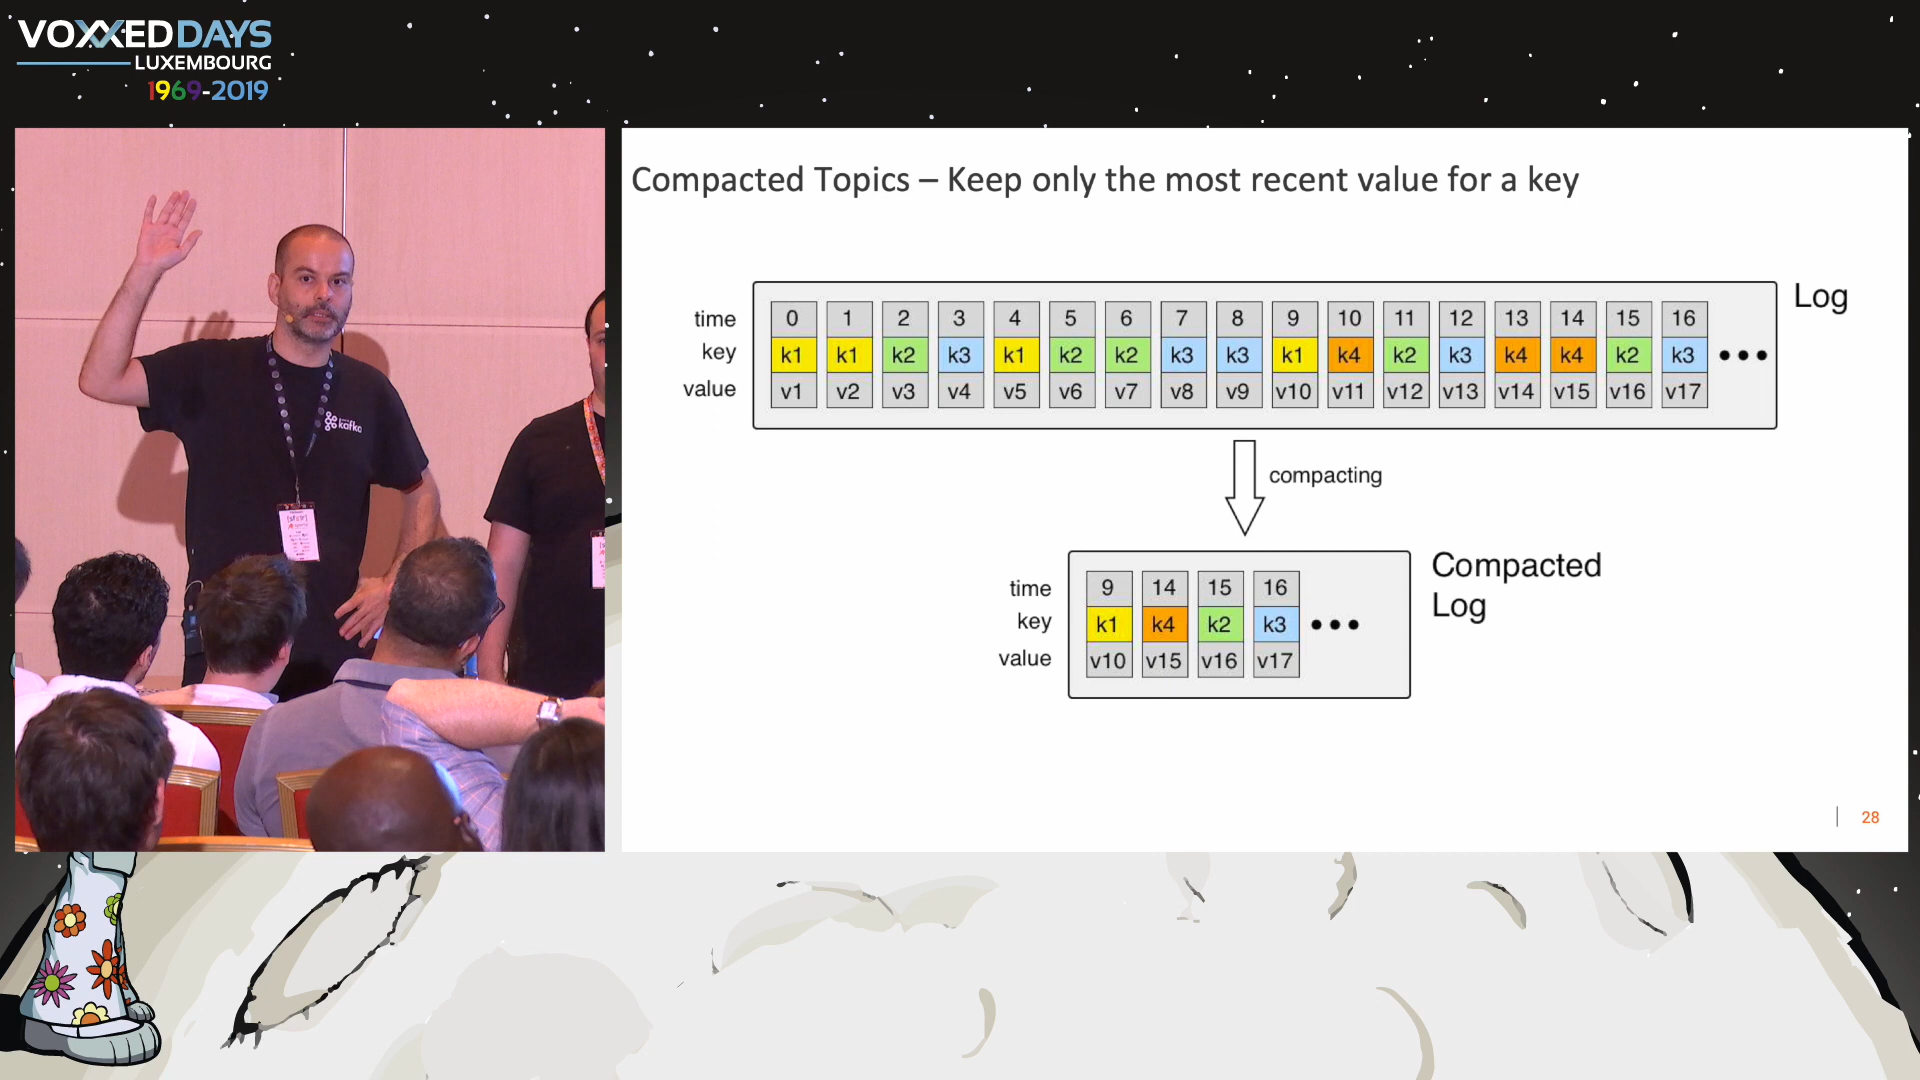 VOXXEDDAYS
LUXEMBOURG
1969-2019
kafka
Compacted Topics – Keep only the most recent value for a key
Log
time 0 1 2 3 4 5 6 7 8 9 10 11 12 13 14 15 16
key k1 k1 k2 k3 k1 k2 k2 k3 k3 k1 k4 k2 k3 k4 k4 k2 k3 •••
value v1 v2 v3 v4 v5 v6 v7 v8 v9 v10 v11 v12 v13 v14 v15 v16 v17
compacting
Compacted
Log
time 9 14 15 16
key k1 k4 k2 k3 •••
value v10 v15 v16 v17
28